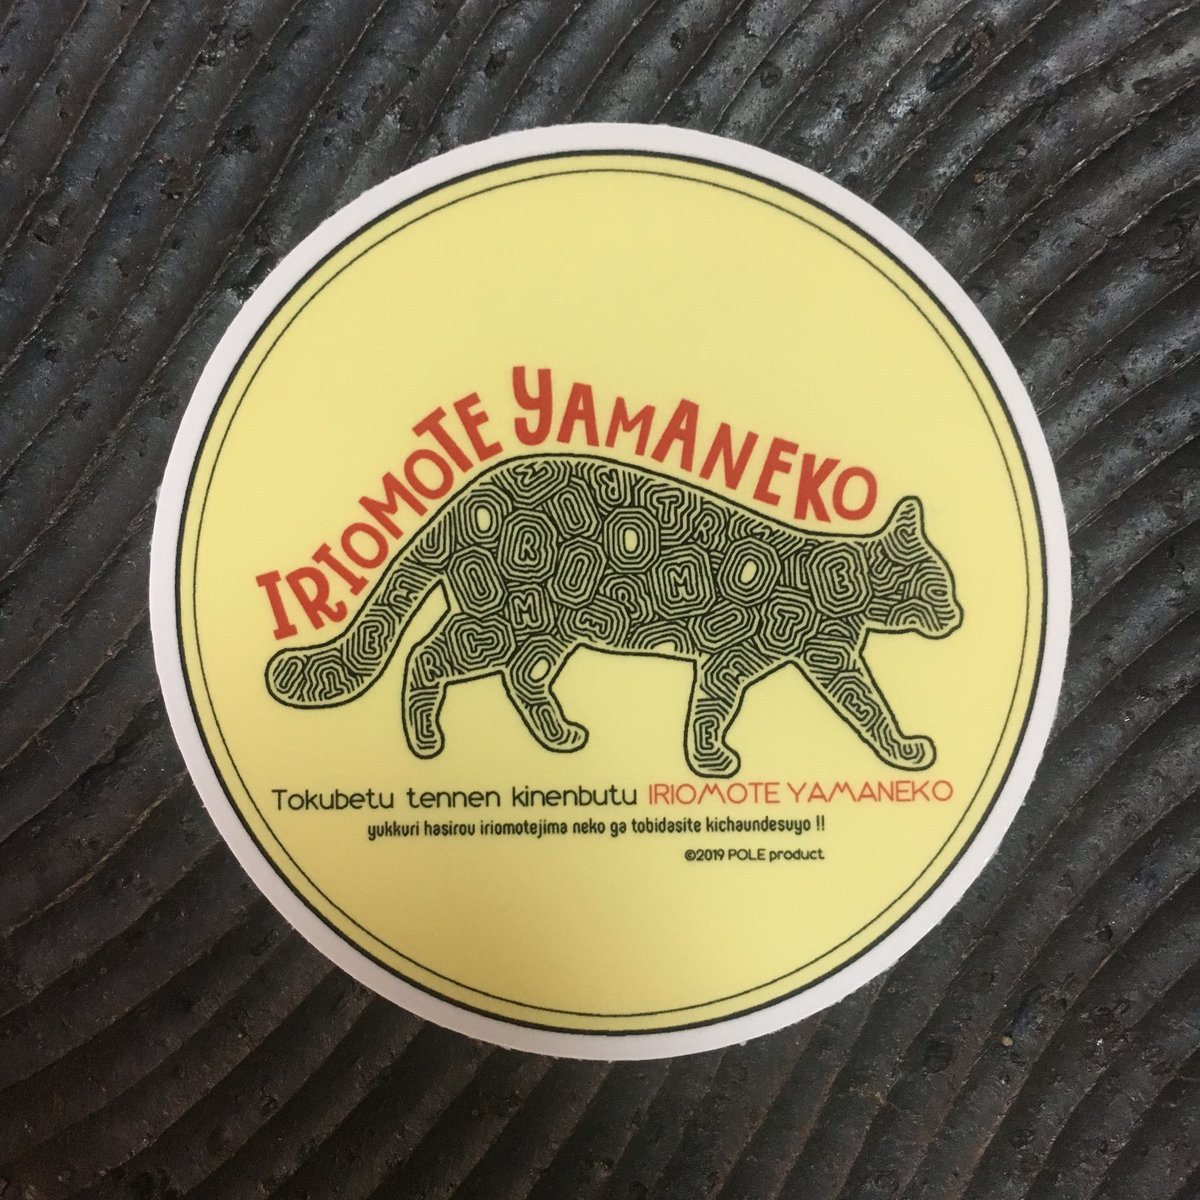 IRIOMOTE YAMANEKO
Tokubetu tennen kinenbutu IRIOMOTE YAMANEKO
yukkuri hasirou iriomotejima neko ga tobidasite kichaundesuyo !!
©2019 POLE product